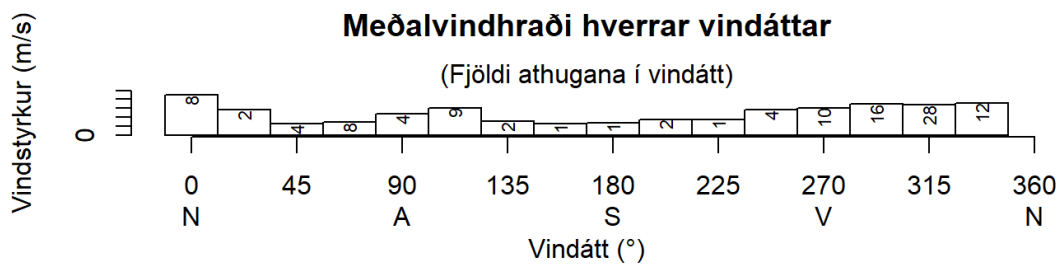 Meðalvindhraði hverrar vindáttar
(Fjöldi athugana í vindátt)
Vindstyrkur (m/s)
0
8 2 4 8 4 9 2 1 1 2 1 4 10 16 28 12
0 45 90 135 180 225 270 315 360
N A S V N
Vindátt (°)